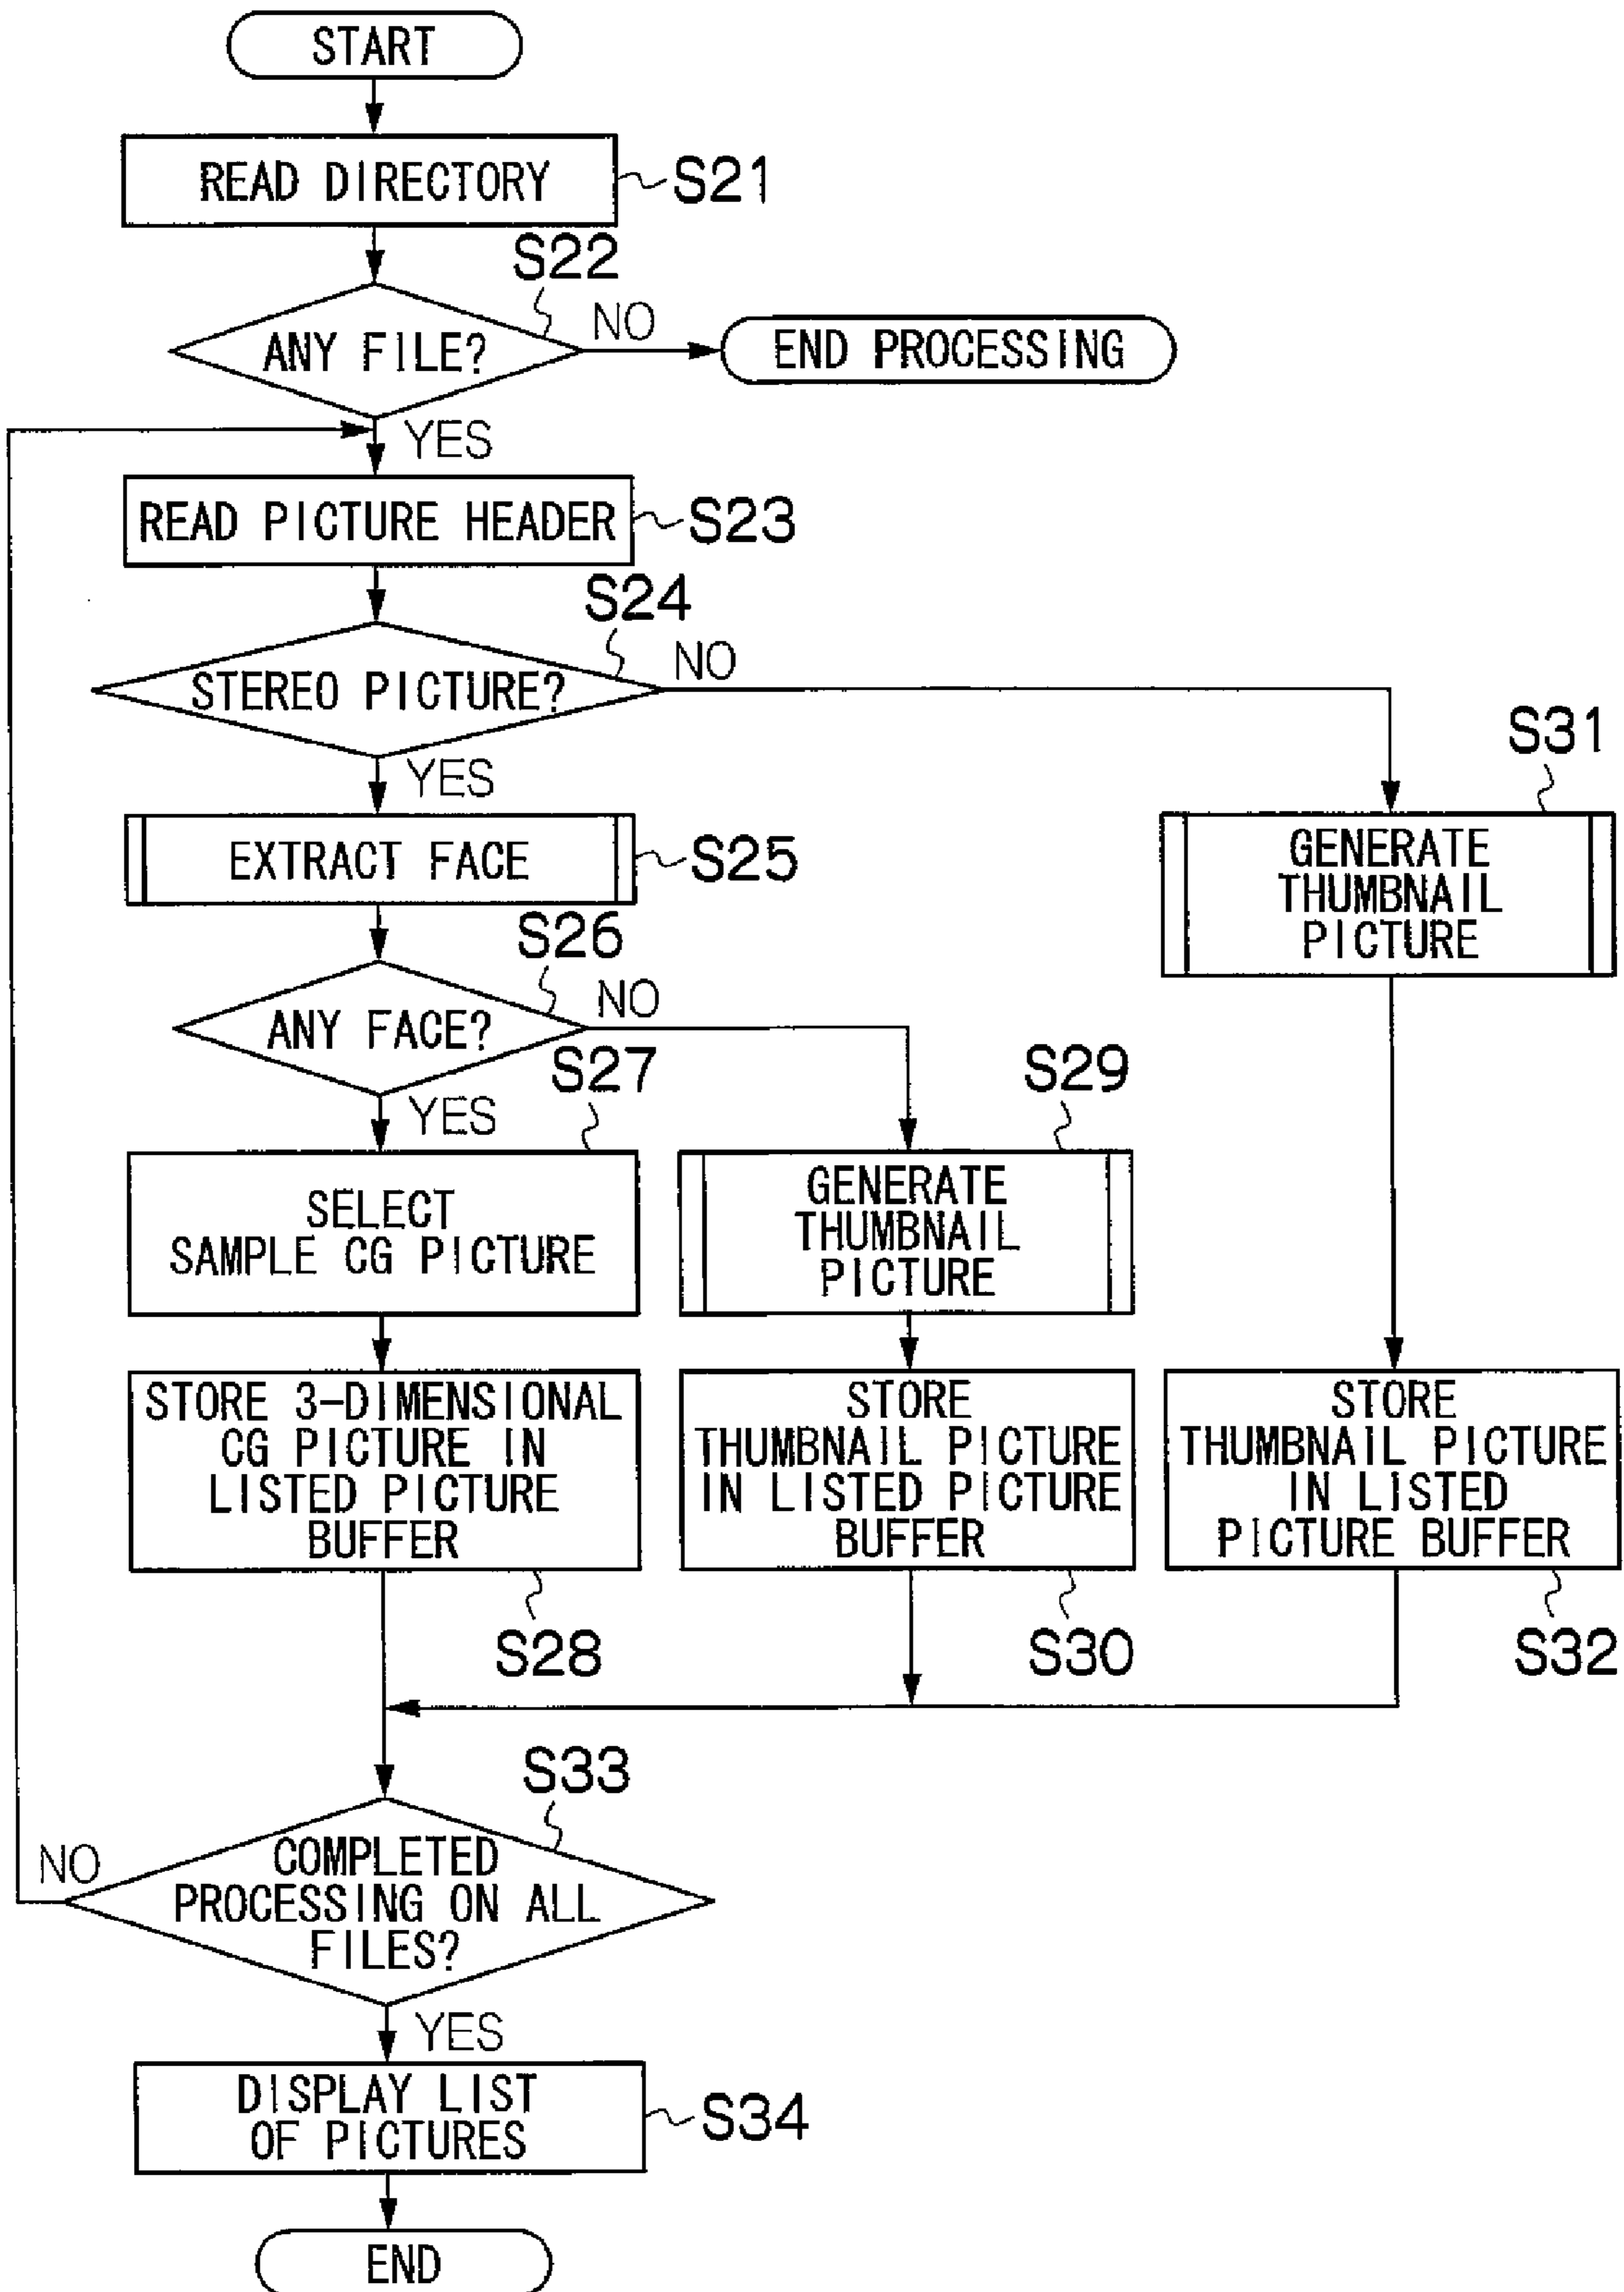 START
READ DIRECTORY
S21
S22
ANY FILE?
NO
END PROCESSING
YES
READ PICTURE HEADER
S23
S24
STEREO PICTURE?
NO
YES
S31
GENERATE
THUMBNAIL
PICTURE
EXTRACT FACE
S25
S26
ANY FACE?
NO
YES
S27
SELECT
SAMPLE CG PICTURE
S29
GENERATE
THUMBNAIL
PICTURE
STORE 3-DIMENSIONAL
CG PICTURE IN
LISTED PICTURE
BUFFER
S28
STORE
THUMBNAIL PICTURE
IN LISTED PICTURE
BUFFER
S30
STORE
THUMBNAIL PICTURE
IN LISTED
PICTURE BUFFER
S32
S33
COMPLETED
PROCESSING ON ALL
FILES?
NO
YES
DISPLAY LIST
OF PICTURES
S34
END